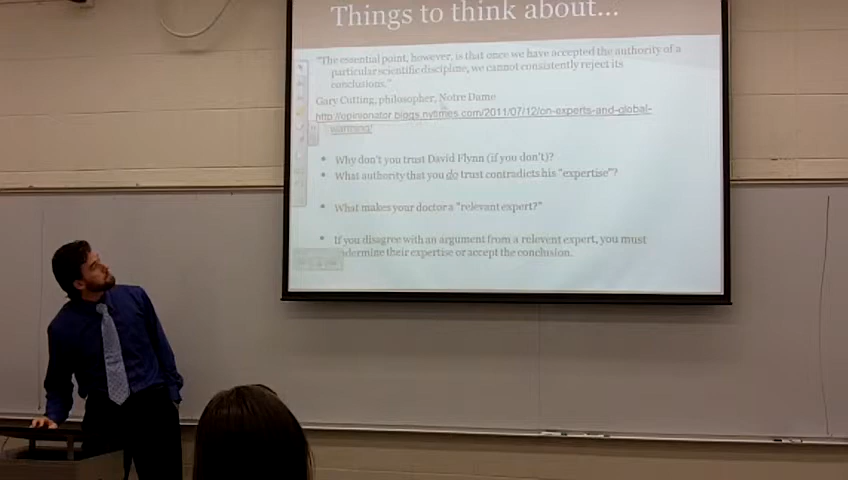 Things to think about...
"The essential point, however, is that once we have accepted the authority of a
particular scientific discipline, we cannot consistently reject its
conclusions."
Gary Cutting, philosopher, Notre Dame
http://opinionator.blogs.nytimes.com/2011/07/12/on-experts-and-global-
warming/
• Why don't you trust David Flynn (if you don't)?
• What authority that you do trust contradicts his "expertise"?
• What makes your doctor a "relevant expert?"
• If you disagree with an argument from a relevent expert, you must
their expertise or accept the conclusion.